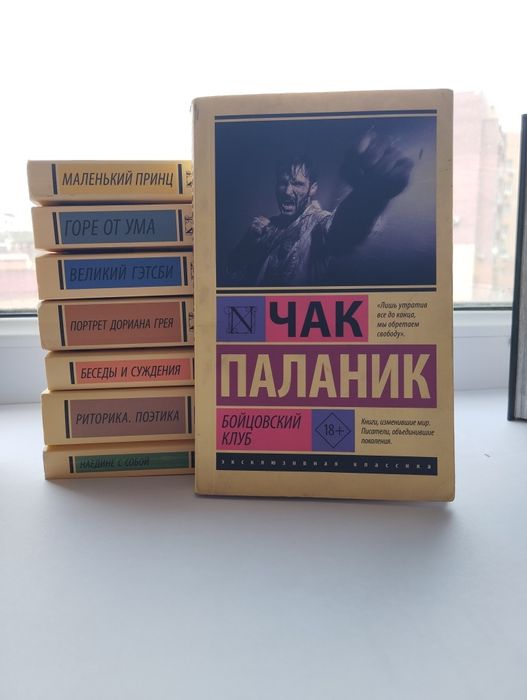 МАЛЕНЬКИЙ ПРИНЦ
ГОРЕ ОТ УМА
ВЕЛИКИЙ ГЭТСБИ
ПОРТРЕТ ДОРИАНА ГРЕЯ
БЕСЕДЫ И СУЖДЕНИЯ
РИТОРИКА. ПОЭТИКА
НАЕДИНЕ С СОБОЙ
N ЧАК
«Лишь утратив
все до конца,
мы обретаем
свободу».
ПАЛАНИК
БОЙЦОВСКИЙ
КЛУБ
18+
Книги, изменившие мир.
Писатели, объединившие
поколения.
эксклюзивная классика